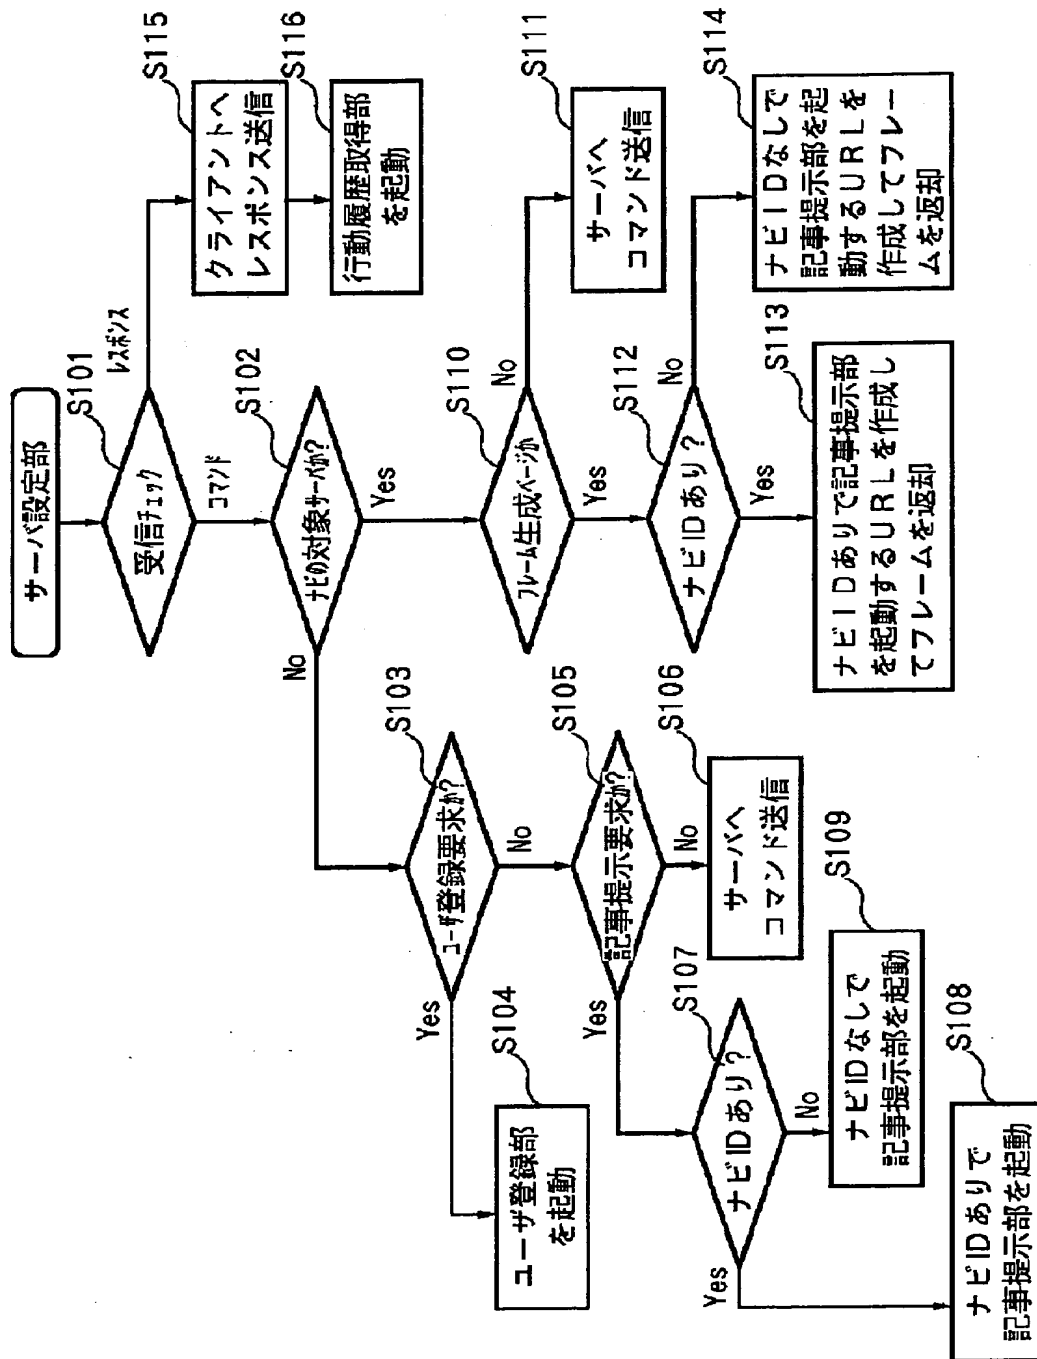 サーバ設定部
S101
受信チェック
レスポンス
S115
クライアントへ
レスポンス送信
S116
行動履歴取得部
を起動
コマンド
S102
ナビの対象サーバか?
No
Yes
S103
ユーザ登録要求か?
Yes
S104
ユーザ登録部
を起動
No
S105
記事提示要求か?
No
S106
サーバへ
コマンド送信
Yes
S107
ナビIDあり?
No
S109
ナビIDなしで
記事提示部を起動
Yes
S108
ナビIDありで
記事提示部を起動
S110
フレーム生成ページか
No
S111
サーバへ
コマンド送信
Yes
S112
ナビIDあり?
No
S114
ナビIDなしで
記事提示部を起
動するURLを
作成してフレー
ムを返却
Yes
S113
ナビIDありで記事提示部
を起動するURLを作成し
てフレームを返却